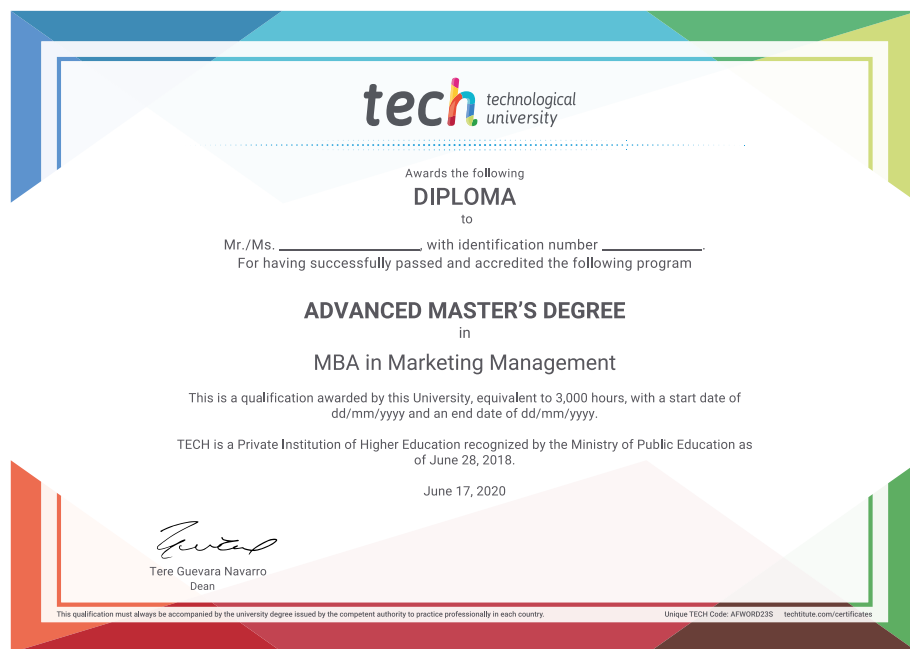 tech technological
university
Awards the following
DIPLOMA
to
Mr./Ms. ____________________, with identification number ______________.
For having successfully passed and accredited the following program
ADVANCED MASTER'S DEGREE
in
MBA in Marketing Management
This is a qualification awarded by this University, equivalent to 3,000 hours, with a start date of
dd/mm/yyyy and an end date of dd/mm/yyyy.
TECH is a Private Institution of Higher Education recognized by the Ministry of Public Education as
of June 28, 2018.
June 17, 2020
Tere Guevara Navarro
Dean
This qualification must always be accompanied by the university degree issued by the competent authority to practice professionally in each country.
Unique TECH Code: AFWORD23S techtitute.com/certificates